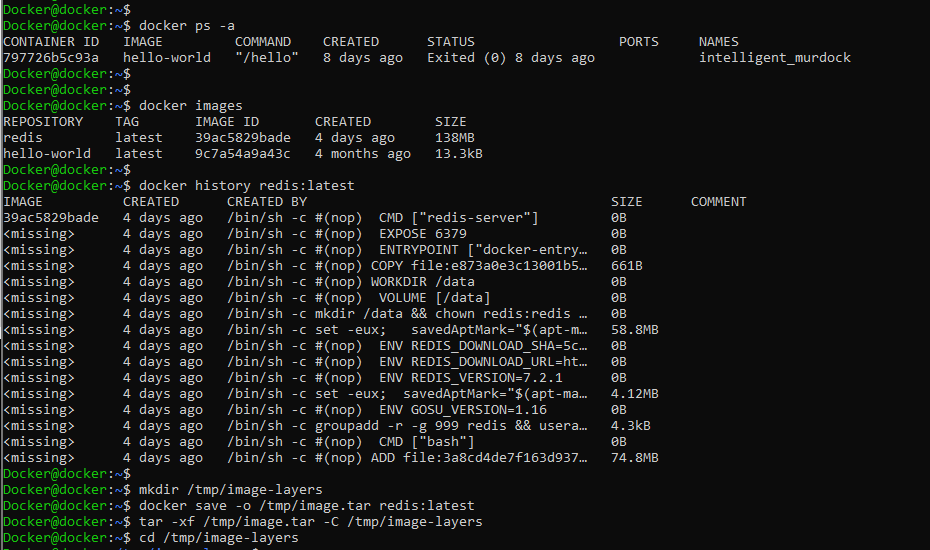 Docker@docker:~$
Docker@docker:~$ docker ps -a
CONTAINER ID   IMAGE         COMMAND    CREATED      STATUS                  PORTS     NAMES
797726b5c93a   hello-world   "/hello"   8 days ago   Exited (0) 8 days ago             intelligent_murdock
Docker@docker:~$
Docker@docker:~$
Docker@docker:~$ docker images
REPOSITORY    TAG       IMAGE ID       CREATED        SIZE
redis         latest    39ac5829bade   4 days ago     138MB
hello-world   latest    9c7a54a9a43c   4 months ago   13.3kB
Docker@docker:~$
Docker@docker:~$ docker history redis:latest
IMAGE          CREATED      CREATED BY                                      SIZE      COMMENT
39ac5829bade   4 days ago   /bin/sh -c #(nop)  CMD ["redis-server"]         0B
<missing>      4 days ago   /bin/sh -c #(nop)  EXPOSE 6379                  0B
<missing>      4 days ago   /bin/sh -c #(nop)  ENTRYPOINT ["docker-entry…   0B
<missing>      4 days ago   /bin/sh -c #(nop) COPY file:e873a0e3c13001b5…   661B
<missing>      4 days ago   /bin/sh -c #(nop) WORKDIR /data                 0B
<missing>      4 days ago   /bin/sh -c #(nop)  VOLUME [/data]               0B
<missing>      4 days ago   /bin/sh -c mkdir /data && chown redis:redis …   0B
<missing>      4 days ago   /bin/sh -c set -eux;   savedAptMark="$(apt-m…   58.8MB
<missing>      4 days ago   /bin/sh -c #(nop)  ENV REDIS_DOWNLOAD_SHA=5c…   0B
<missing>      4 days ago   /bin/sh -c #(nop)  ENV REDIS_DOWNLOAD_URL=ht…   0B
<missing>      4 days ago   /bin/sh -c #(nop)  ENV REDIS_VERSION=7.2.1      0B
<missing>      4 days ago   /bin/sh -c set -eux;  savedAptMark="$(apt-ma…   4.12MB
<missing>      4 days ago   /bin/sh -c #(nop)  ENV GOSU_VERSION=1.16        0B
<missing>      4 days ago   /bin/sh -c groupadd -r -g 999 redis && usera…   4.3kB
<missing>      4 days ago   /bin/sh -c #(nop)  CMD ["bash"]                 0B
<missing>      4 days ago   /bin/sh -c #(nop) ADD file:3a8cd4de7f163d937…   74.8MB
Docker@docker:~$
Docker@docker:~$ mkdir /tmp/image-layers
Docker@docker:~$ docker save -o /tmp/image.tar redis:latest
Docker@docker:~$ tar -xf /tmp/image.tar -C /tmp/image-layers
Docker@docker:~$ cd /tmp/image-layers